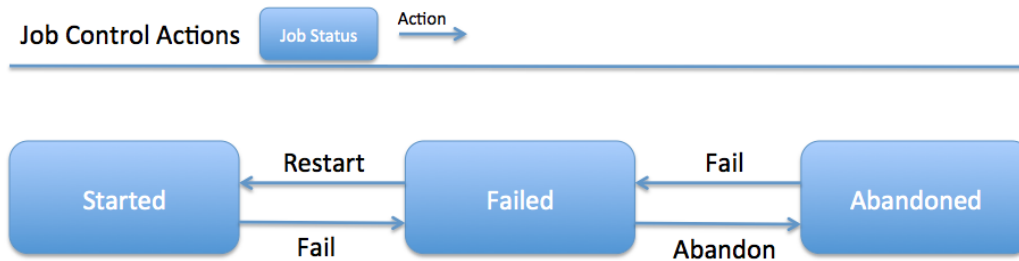 Job Control Actions
Job Status
Action
Restart
Fail
Started
Failed
Abandoned
Fail
Abandon